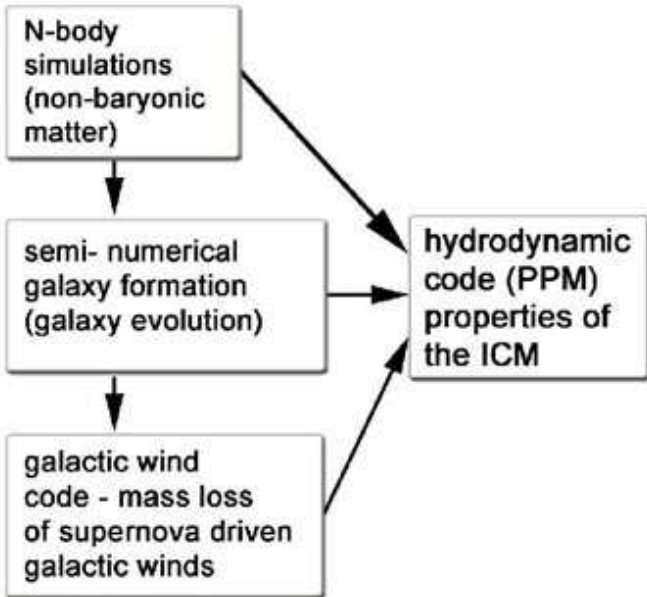 N-body
simulations
(non-baryonic
matter)
semi- numerical
galaxy formation
(galaxy evolution)
galactic wind
code - mass loss
of supernova driven
galactic winds
hydrodynamic
code (PPM)
properties of
the ICM